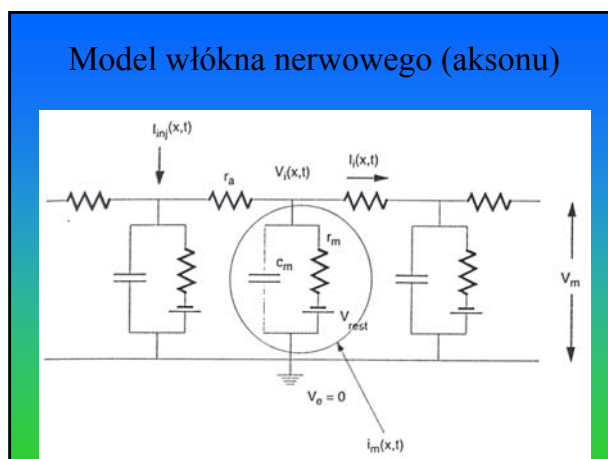 Model włókna nerwowego (aksonu)
I_inj(x,t)
r_a
V_i(x,t)
I_i(x,t)
r_m
c_m
V_rest
V_m
V_e = 0
i_m(x,t)